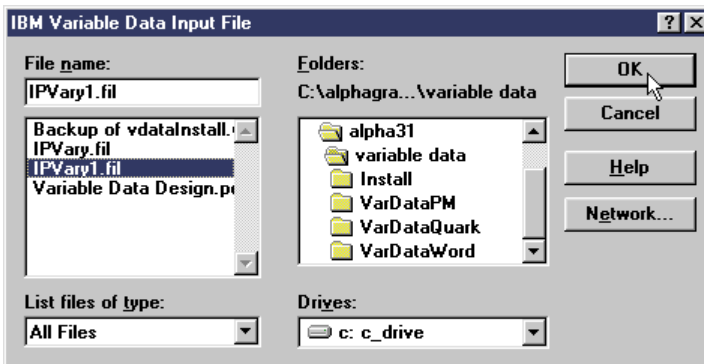 IBM Variable Data Input File
File name:
IPVary1.fil
Backup of vdataInstall.
IPVary.fil
IPVary1.fil
Variable Data Design.p
List files of type:
All Files
Folders:
C:\alphagra...\variable data
alpha31
variable data
Install
VarDataPM
VarDataQuark
VarDataWord
Drives:
c: c_drive
OK
Cancel
Help
Network...